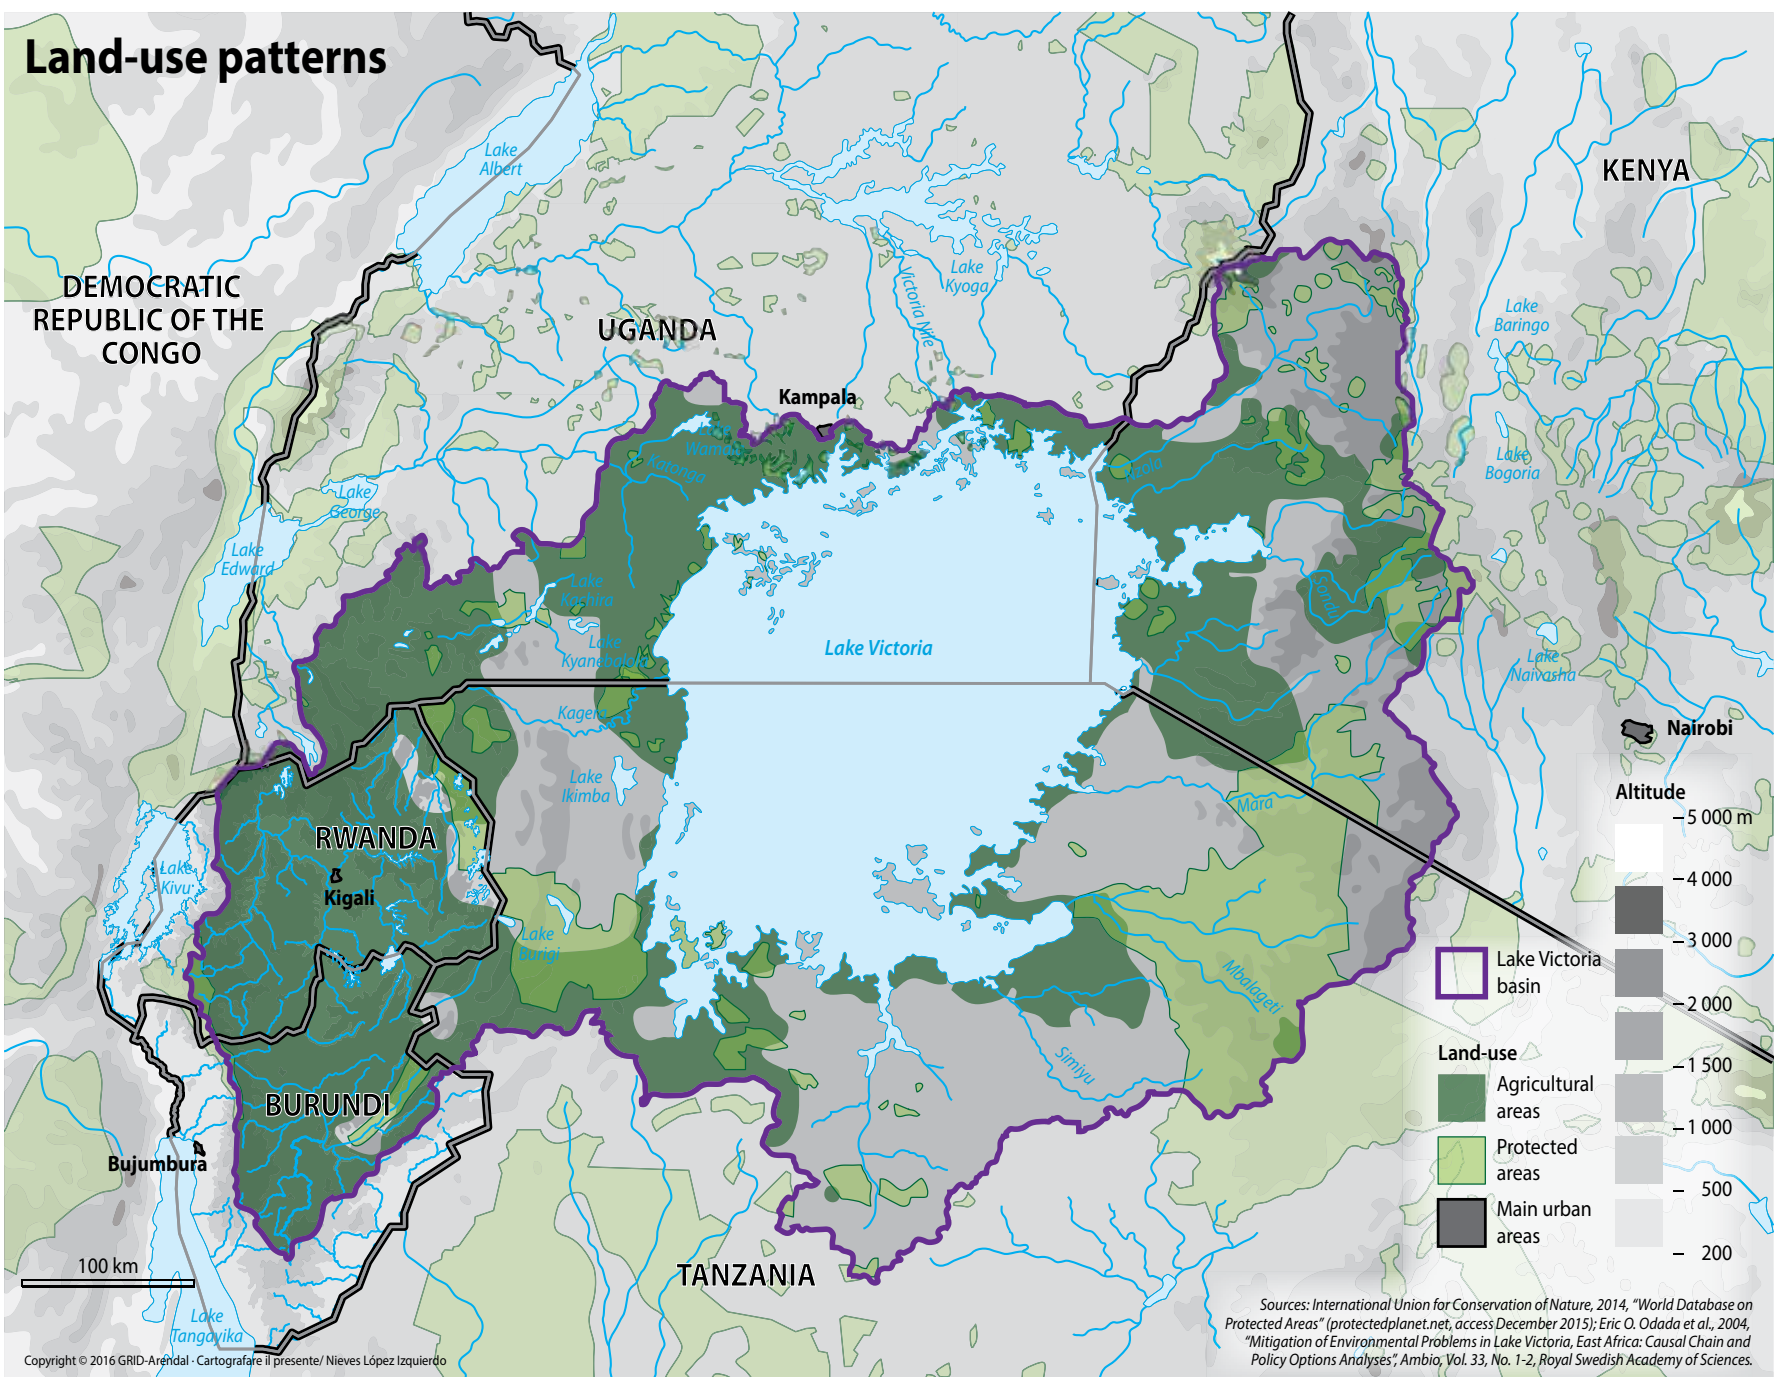 Land-use patterns
Lake
Albert
KENYA
DEMOCRATIC
REPUBLIC OF THE
CONGO
UGANDA
Lake
Kyoga
Victoria Nile
Lake
Baringo
Kampala
Lake
Wamala
Katonga
Nzoia
Lake
Bogoria
Lake
George
Lake
Edward
Lake
Kachira
Sondu
Lake
Kyanebalola
Lake Victoria
Lake
Naivasha
Kagera
Nairobi
Lake
Ikimba
Mara
RWANDA
Kigali
Lake
Kivu
Lake
Burigi
Mbalageti
Simiyu
BURUNDI
Bujumbura
TANZANIA
Lake
Tangayika
100 km
Altitude
5 000 m
4 000
3 000
2 000
1 500
1 000
500
200
Lake Victoria
basin
Land-use
Agricultural
areas
Protected
areas
Main urban
areas
Sources: International Union for Conservation of Nature, 2014, “World Database on
Protected Areas” (protectedplanet.net, access December 2015); Eric O. Odada et al., 2004,
“Mitigation of Environmental Problems in Lake Victoria, East Africa: Causal Chain and
Policy Options Analyses”, Ambio, Vol. 33, No. 1-2, Royal Swedish Academy of Sciences.
Copyright © 2016 GRID-Arendal · Cartografare il presente/ Nieves López Izquierdo